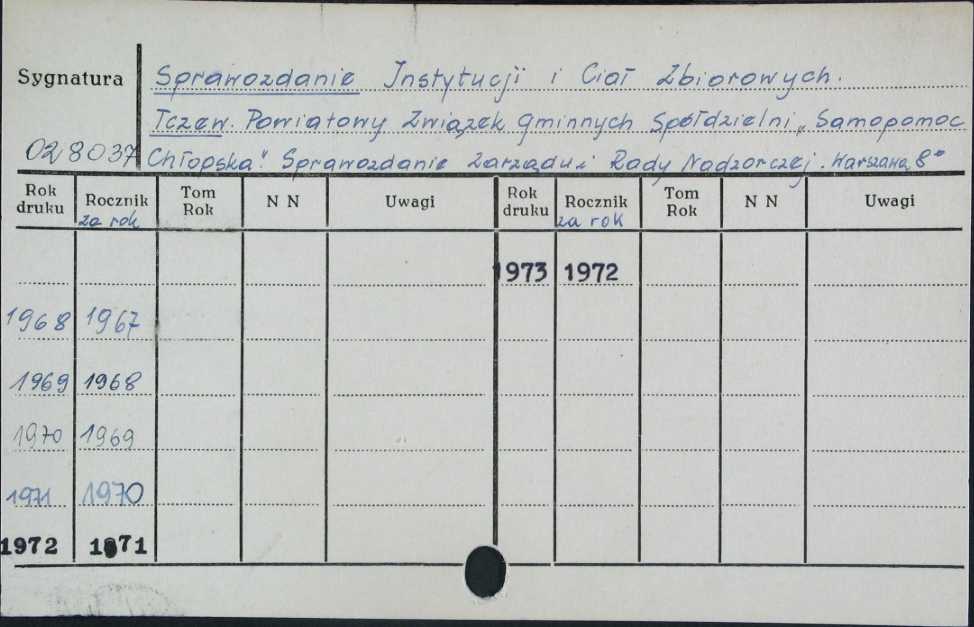 Sygnatura
Sprawozdanie Instytucji i Ciał Zbiorowych.
Tczew. Powiatowy Związek Gminnych Spółdzielni „Samopomoc
028037
Chłopska". Sprawozdanie Zarządu i Rady Nadzorczej. Warszawa 8°
Rok druku Rocznik za rok Tom Rok N N Uwagi Rok druku Rocznik za rok Tom Rok N N Uwagi
1973 1972
1968 1967
1969 1968
1970 1969
1971 1970
1972 1971